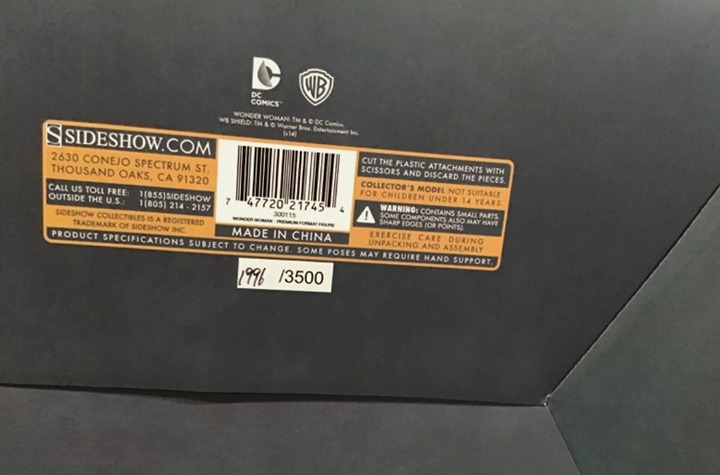 DC
COMICS™
WB
WONDER WOMAN: TM & © DC Comics.
WB SHIELD: TM & © Warner Bros. Entertainment Inc.
(s14)
S SIDESHOW.COM
2630 CONEJO SPECTRUM ST.
THOUSAND OAKS, CA 91320
CALL US TOLL FREE: 1(855)SIDESHOW
OUTSIDE THE U.S.: 1(805) 214 - 2157
SIDESHOW COLLECTIBLES IS A REGISTERED
TRADEMARK OF SIDESHOW INC.
7 47720 21745 4
300115
WONDER WOMAN - PREMIUM FORMAT FIGURE
MADE IN CHINA
CUT THE PLASTIC ATTACHMENTS WITH
SCISSORS AND DISCARD THE PIECES.
COLLECTOR'S MODEL NOT SUITABLE
FOR CHILDREN UNDER 14 YEARS.
WARNING: CONTAINS SMALL PARTS.
SOME COMPONENTS ALSO MAY HAVE
SHARP EDGES (OR POINTS).
EXERCISE CARE DURING
UNPACKING AND ASSEMBLY
PRODUCT SPECIFICATIONS SUBJECT TO CHANGE. SOME POSES MAY REQUIRE HAND SUPPORT.
1996 /3500